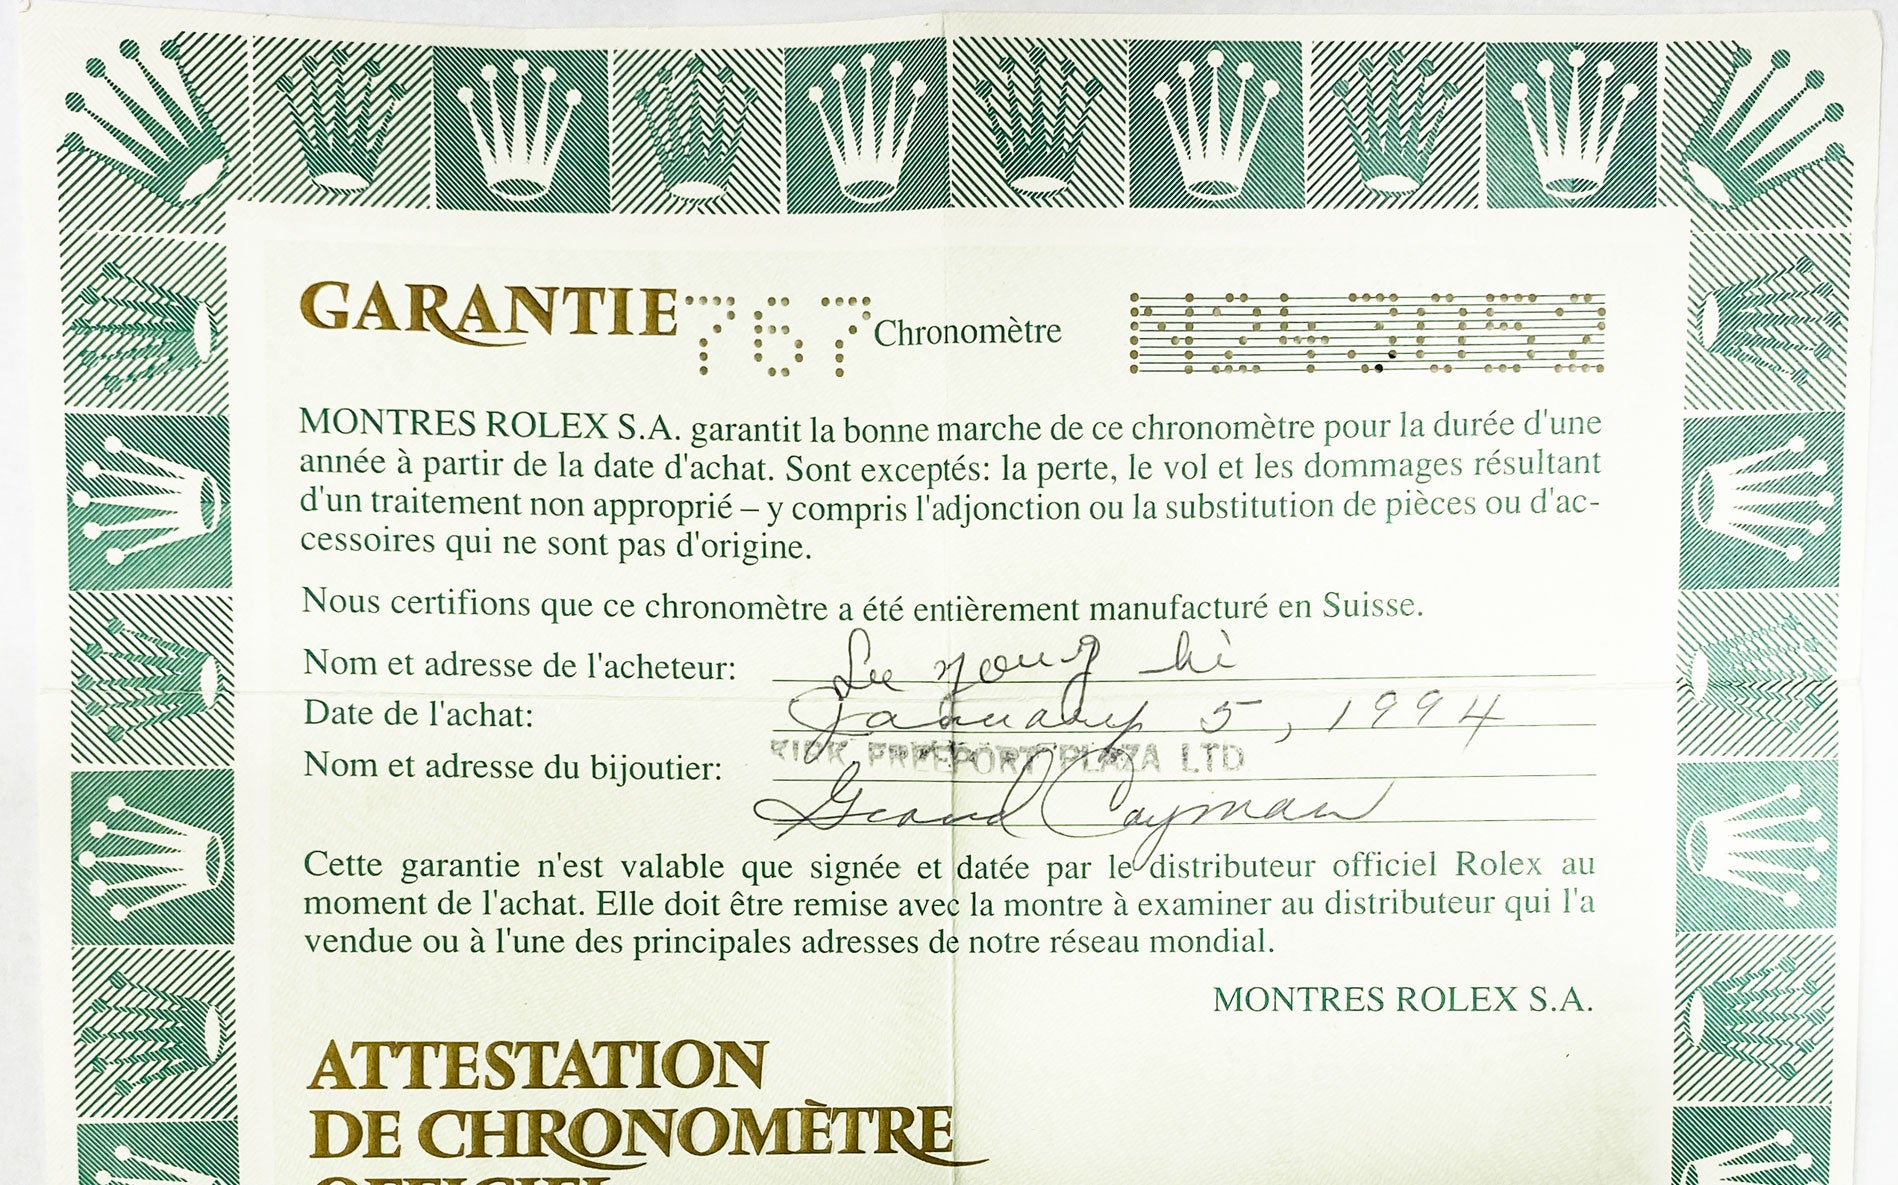 GARANTIE 767 Chronomètre
MONTRES ROLEX S.A. garantit la bonne marche de ce chronomètre pour la durée d'une
année à partir de la date d'achat. Sont exceptés: la perte, le vol et les dommages résultant
d'un traitement non approprié – y compris l'adjonction ou la substitution de pièces ou d'ac-
cessoires qui ne sont pas d'origine.
Nous certifions que ce chronomètre a été entièrement manufacturé en Suisse.
Nom et adresse de l'acheteur: Young hi
Date de l'achat: January 5, 1994
Nom et adresse du bijoutier: KIRK FREEPORT PLAZA LTD
Grand Cayman
Cette garantie n'est valable que signée et datée par le distributeur officiel Rolex au
moment de l'achat. Elle doit être remise avec la montre à examiner au distributeur qui l'a
vendue ou à l'une des principales adresses de notre réseau mondial.
MONTRES ROLEX S.A.
ATTESTATION
DE CHRONOMÈTRE
OFFICIEL